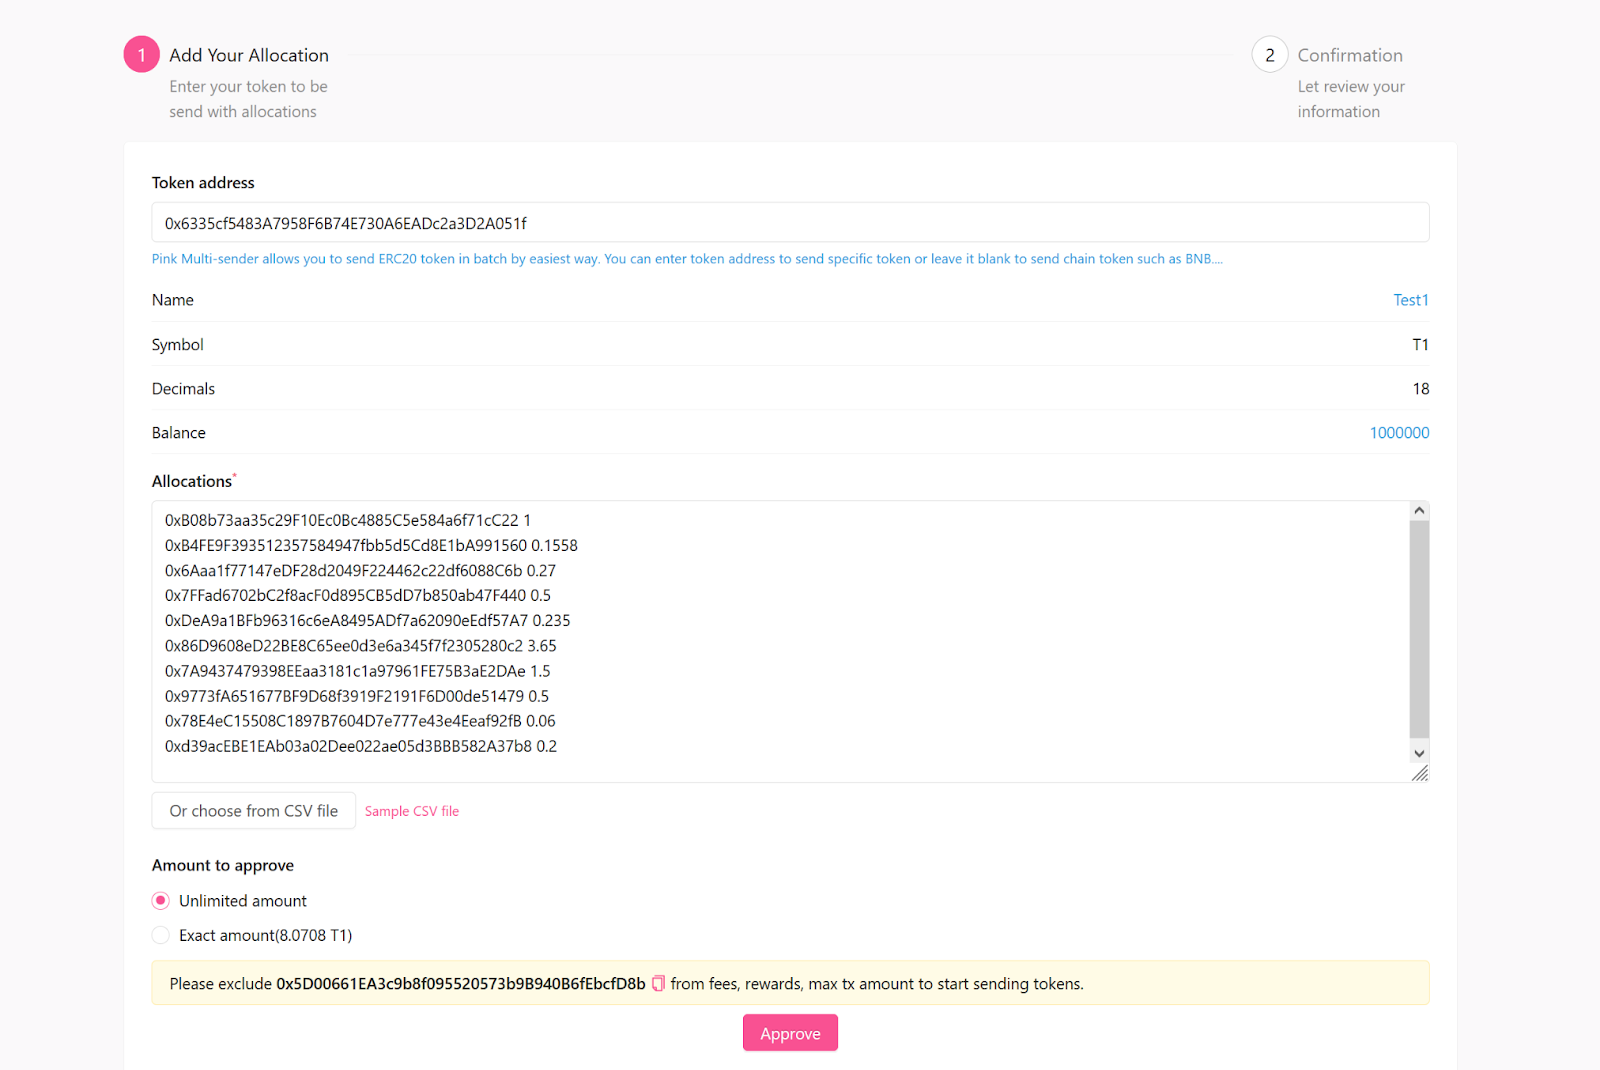 1 Add Your Allocation
Enter your token to be
send with allocations
2 Confirmation
Let review your
information
Token address
0x6335cf5483A7958F6B74E730A6EADc2a3D2A051f
Pink Multi-sender allows you to send ERC20 token in batch by easiest way. You can enter token address to send specific token or leave it blank to send chain token such as BNB....
Name Test1
Symbol T1
Decimals 18
Balance 1000000
Allocations*
0xB08b73aa35c29F10Ec0Bc4885C5e584a6f71cC22 1
0xB4FE9F393512357584947fbb5d5Cd8E1bA991560 0.1558
0x6Aaa1f77147eDF28d2049F224462c22df6088C6b 0.27
0x7FFad6702bC2f8acF0d895CB5dD7b850ab47F440 0.5
0xDeA9a1BFb96316c6eA8495ADf7a62090eEdf57A7 0.235
0x86D9608eD22BE8C65ee0d3e6a345f7f2305280c2 3.65
0x7A9437479398EEaa3181c1a97961FE75B3aE2DAe 1.5
0x9773fA651677BF9D68f3919F2191F6D00de51479 0.5
0x78E4eC15508C1897B7604D7e777e43e4Eeaf92fB 0.06
0xd39acEBE1EAb03a02Dee022ae05d3BBB582A37b8 0.2
Or choose from CSV file Sample CSV file
Amount to approve
Unlimited amount
Exact amount(8.0708 T1)
Please exclude 0x5D00661EA3c9b8f095520573b9B940B6fEbcfD8b from fees, rewards, max tx amount to start sending tokens.
Approve